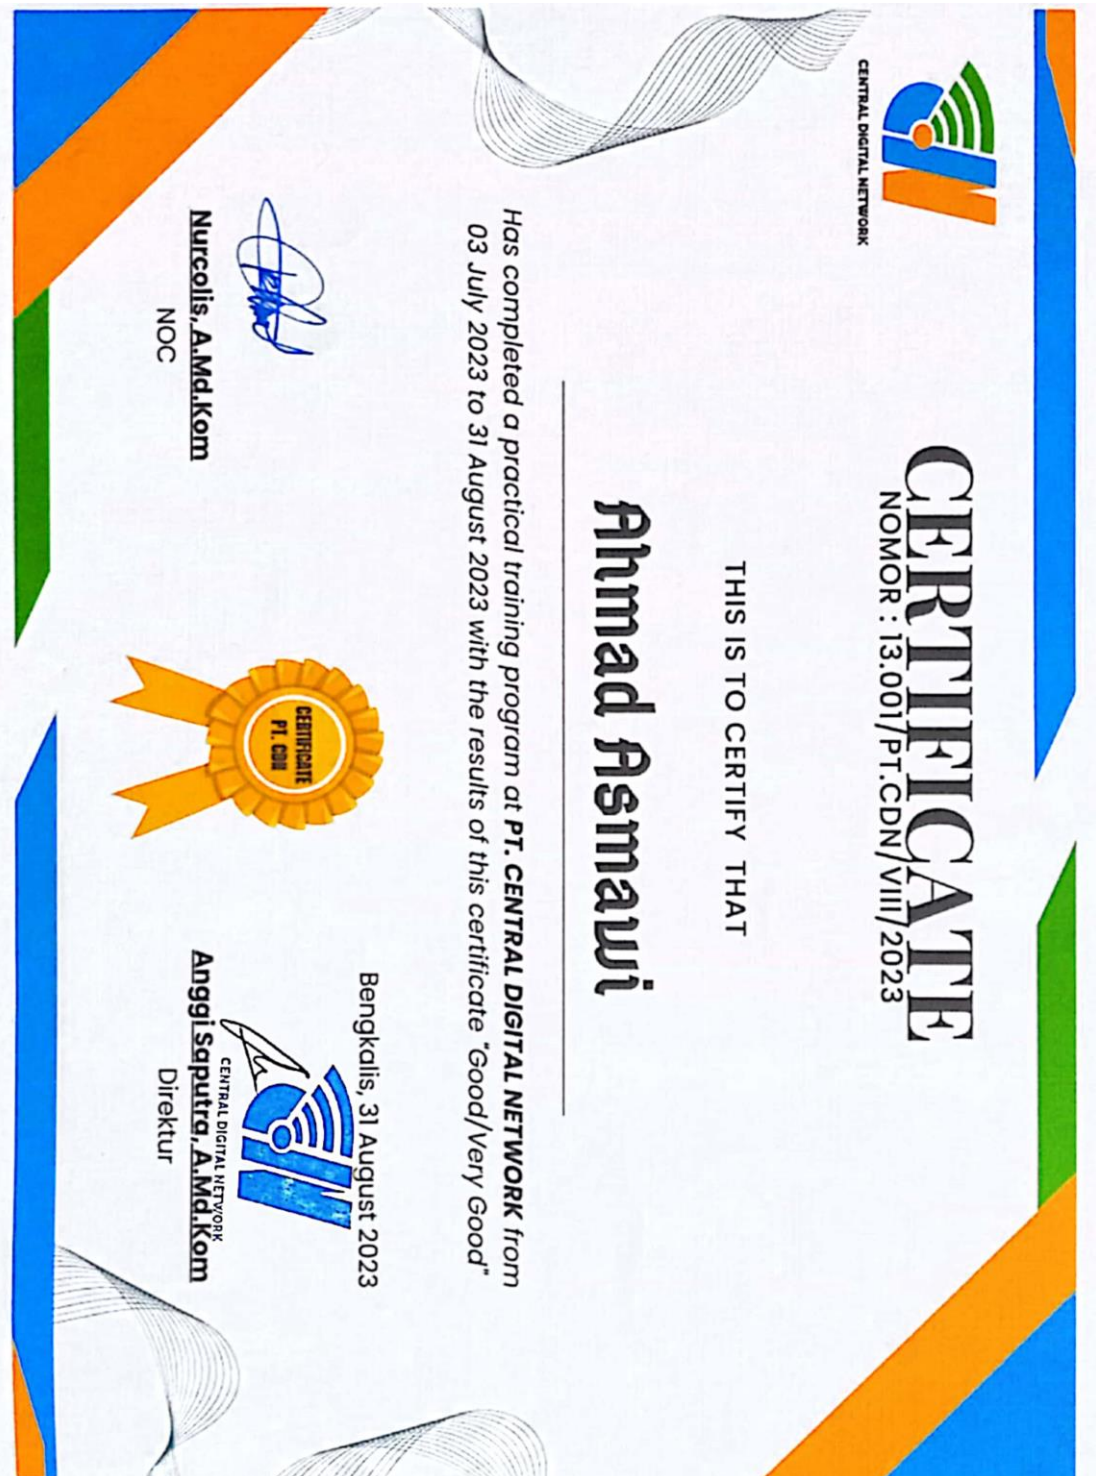 CENTRAL DIGITAL NETWORK
CERTIFICATE
NOMOR : 13.001/PT.CDN/VIII/2023
THIS IS TO CERTIFY THAT
Ahmad Asmawi
Has completed a practical training program at PT. CENTRAL DIGITAL NETWORK from
03 July 2023 to 31 August 2023 with the results of this certificate "Good/Very Good"
Bengkalis, 31 August 2023
CERTIFICATE
PT. CDN
CENTRAL DIGITAL NETWORK
Nurcolis, A.Md.Kom
NOC
Anggi Saputra, A.Md.Kom
Direktur